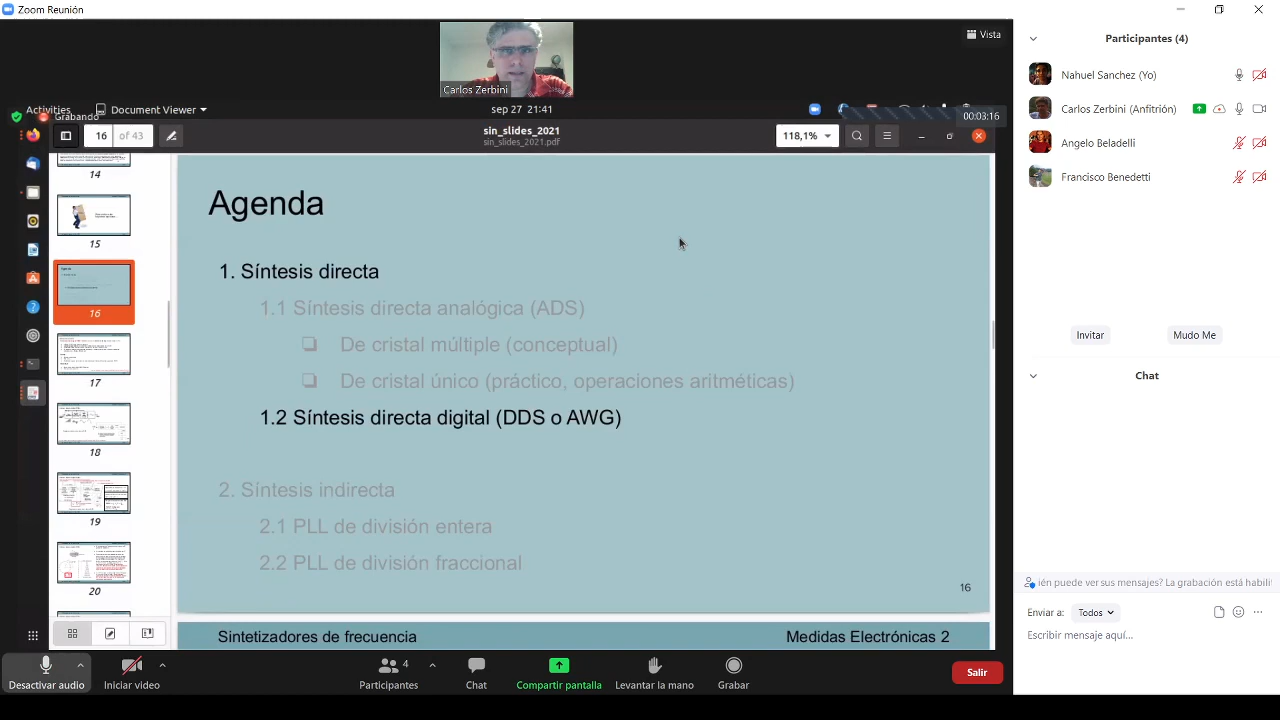 Zoom Reunión
Vista
Carlos Zerbini
Activities
Document Viewer
sep 27 21:41
Grabando
00:03:16
16 of 43
sin_slides_2021
sin_slides_2021.pdf
118,1%
14
15
16
17
18
19
20
Agenda
1. Síntesis directa
1.1 Síntesis directa analógica (ADS)
❑ De cristal múltiple (conceptual)
❑ De cristal único (práctico, operaciones aritméticas)
1.2 Síntesis directa digital (DDS o AWG)
2. Síntesis indirecta
2.1 PLL de división entera
2.2 PLL de división fraccional
16
Sintetizadores de frecuencia
Medidas Electrónicas 2
Desactivar audio
Iniciar video
4
Participantes
Chat
Compartir pantalla
Levantar la mano
Grabar
Salir
Participantes (4)
Nahuel Sanchez (Yo)
Carlos Zerbini (Anfitrión)
Angelo Beladelli
Francisco Benedetti
Invitar
Mudo Me
Chat
ién puede ver sus mensajes? La grabación está habili
Enviar a: Todos
Escribir mensaje aquí...